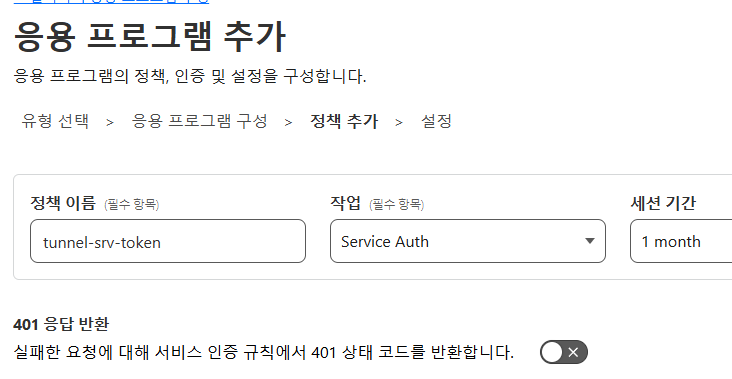 응용 프로그램 추가
응용 프로그램의 정책, 인증 및 설정을 구성합니다.
유형 선택 > 응용 프로그램 구성 > 정책 추가 > 설정
정책 이름 (필수 항목) 작업 (필수 항목) 세션 기간
tunnel-srv-token Service Auth 1 month
401 응답 반환
실패한 요청에 대해 서비스 인증 규칙에서 401 상태 코드를 반환합니다.